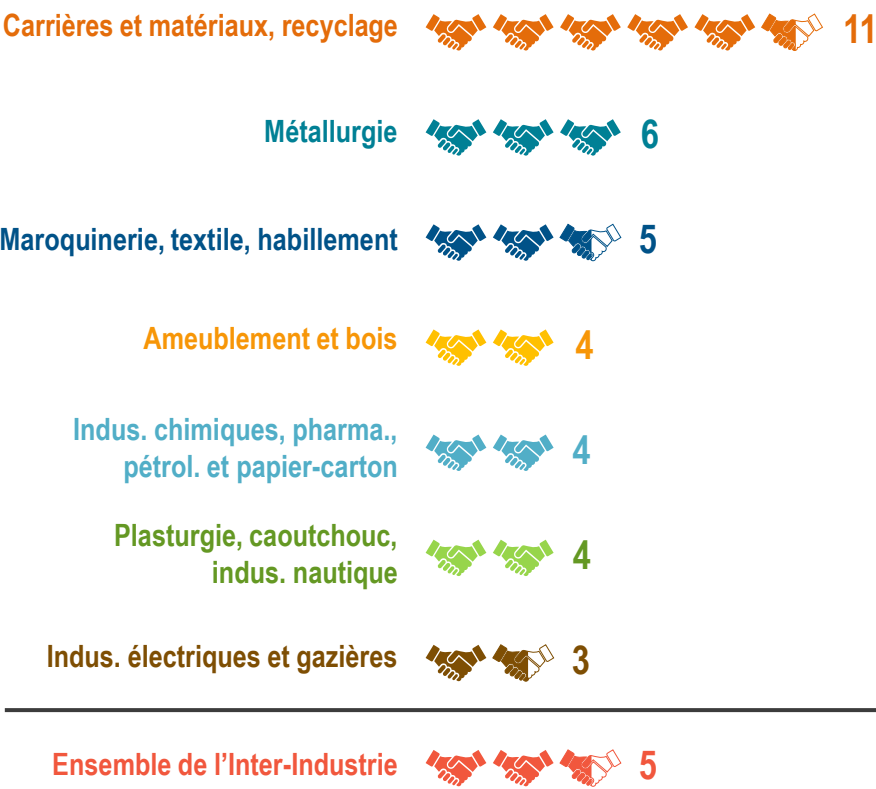 Carrières et matériaux, recyclage 11
Métallurgie 6
Maroquinerie, textile, habillement 5
Ameublement et bois 4
Indus. chimiques, pharma.,
pétrol. et papier-carton 4
Plasturgie, caoutchouc,
indus. nautique 4
Indus. électriques et gazières 3
Ensemble de l’Inter-Industrie 5